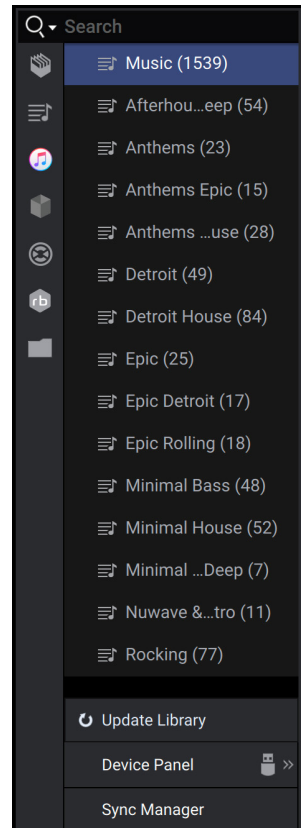 Search
Music (1539)
Afterhou...eep (54)
Anthems (23)
Anthems Epic (15)
Anthems ...use (28)
Detroit (49)
Detroit House (84)
Epic (25)
Epic Detroit (17)
Epic Rolling (18)
Minimal Bass (48)
Minimal House (52)
Minimal ...Deep (7)
Nuwave &...tro (11)
rb
Rocking (77)
Update Library
Device Panel
Sync Manager